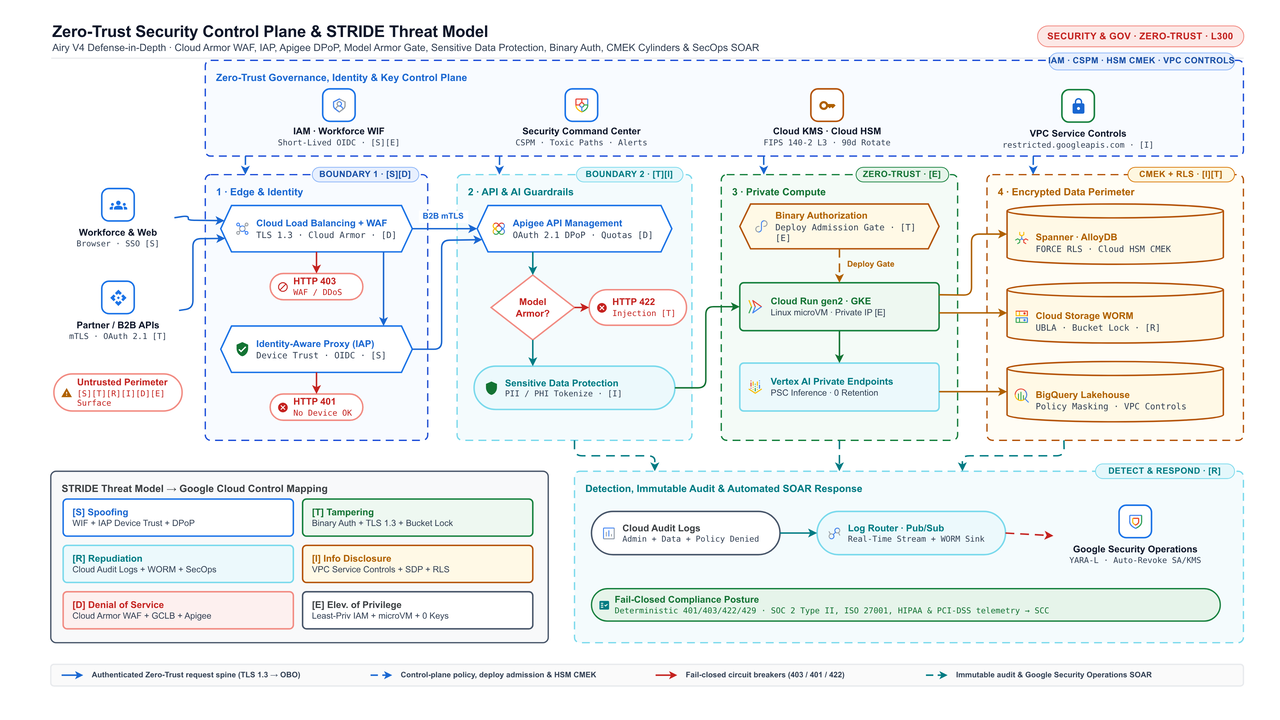 Zero-Trust Security Control Plane & STRIDE Threat Model
Airy V4 Defense-in-Depth · Cloud Armor WAF, IAP, Apigee DPoP, Model Armor Gate, Sensitive Data Protection, Binary Auth, CMEK Cylinders & SecOps SOAR
SECURITY & GOV · ZERO-TRUST · L300
IAM · CSPM · HSM CMEK · VPC CONTROLS
Zero-Trust Governance, Identity & Key Control Plane
IAM · Workforce WIF
Short-Lived OIDC · [S][E]
Security Command Center
CSPM · Toxic Paths · Alerts
Cloud KMS · Cloud HSM
FIPS 140-2 L3 · 90d Rotate
VPC Service Controls
restricted.googleapis.com · [I]
Workforce & Web
Browser · SSO [S]
Partner / B2B APIs
mTLS · OAuth 2.1 [T]
Untrusted Perimeter
[S][T][R][I][D][E]
Surface
BOUNDARY 1 · [S][D]
1 · Edge & Identity
Cloud Load Balancing + WAF
TLS 1.3 · Cloud Armor · [D]
HTTP 403
WAF / DDoS
Identity-Aware Proxy (IAP)
Device Trust · OIDC · [S]
HTTP 401
No Device OK
B2B mTLS
BOUNDARY 2 · [T][I]
2 · API & AI Guardrails
Apigee API Management
OAuth 2.1 DPoP · Quotas [D]
Model
Armor?
HTTP 422
Injection [T]
Sensitive Data Protection
PII / PHI Tokenize · [I]
ZERO-TRUST · [E]
3 · Private Compute
Binary Authorization
Deploy Admission Gate · [T]
[E]
Deploy Gate
Cloud Run gen2 · GKE
Linux microVM · Private IP [E]
Vertex AI Private Endpoints
PSC Inference · 0 Retention
CMEK + RLS · [I][T]
4 · Encrypted Data Perimeter
Spanner · AlloyDB
FORCE RLS · Cloud HSM CMEK
Cloud Storage WORM
UBLA · Bucket Lock · [R]
BigQuery Lakehouse
Policy Masking · VPC Controls
STRIDE Threat Model → Google Cloud Control Mapping
[S] Spoofing
WIF + IAP Device Trust + DPoP
[T] Tampering
Binary Auth + TLS 1.3 + Bucket Lock
[R] Repudiation
Cloud Audit Logs + WORM + SecOps
[I] Info Disclosure
VPC Service Controls + SDP + RLS
[D] Denial of Service
Cloud Armor WAF + GCLB + Apigee
[E] Elev. of Privilege
Least-Priv IAM + microVM + 0 Keys
DETECT & RESPOND · [R]
Detection, Immutable Audit & Automated SOAR Response
Cloud Audit Logs
Admin + Data + Policy Denied
Log Router · Pub/Sub
Real-Time Stream + WORM Sink
Google Security Operations
YARA-L · Auto-Revoke SA/KMS
Fail-Closed Compliance Posture
Deterministic 401/403/422/429 · SOC 2 Type II, ISO 27001, HIPAA & PCI-DSS telemetry → SCC
Authenticated Zero-Trust request spine (TLS 1.3 → OBO)
Control-plane policy, deploy admission & HSM CMEK
Fail-closed circuit breakers (403 / 401 / 422)
Immutable audit & Google Security Operations SOAR